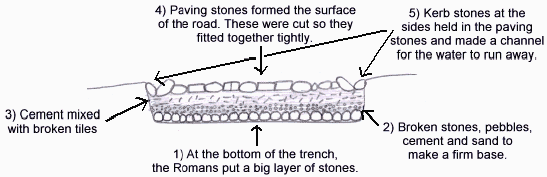 4) Paving stones formed the surface
of the road. These were cut so they
fitted together tightly.
5) Kerb stones at the
sides held in the paving
stones and made a channel
for the water to run away.
3) Cement mixed
with broken tiles
2) Broken stones, pebbles,
cement and sand to
make a firm base.
1) At the bottom of the trench,
the Romans put a big layer of stones.